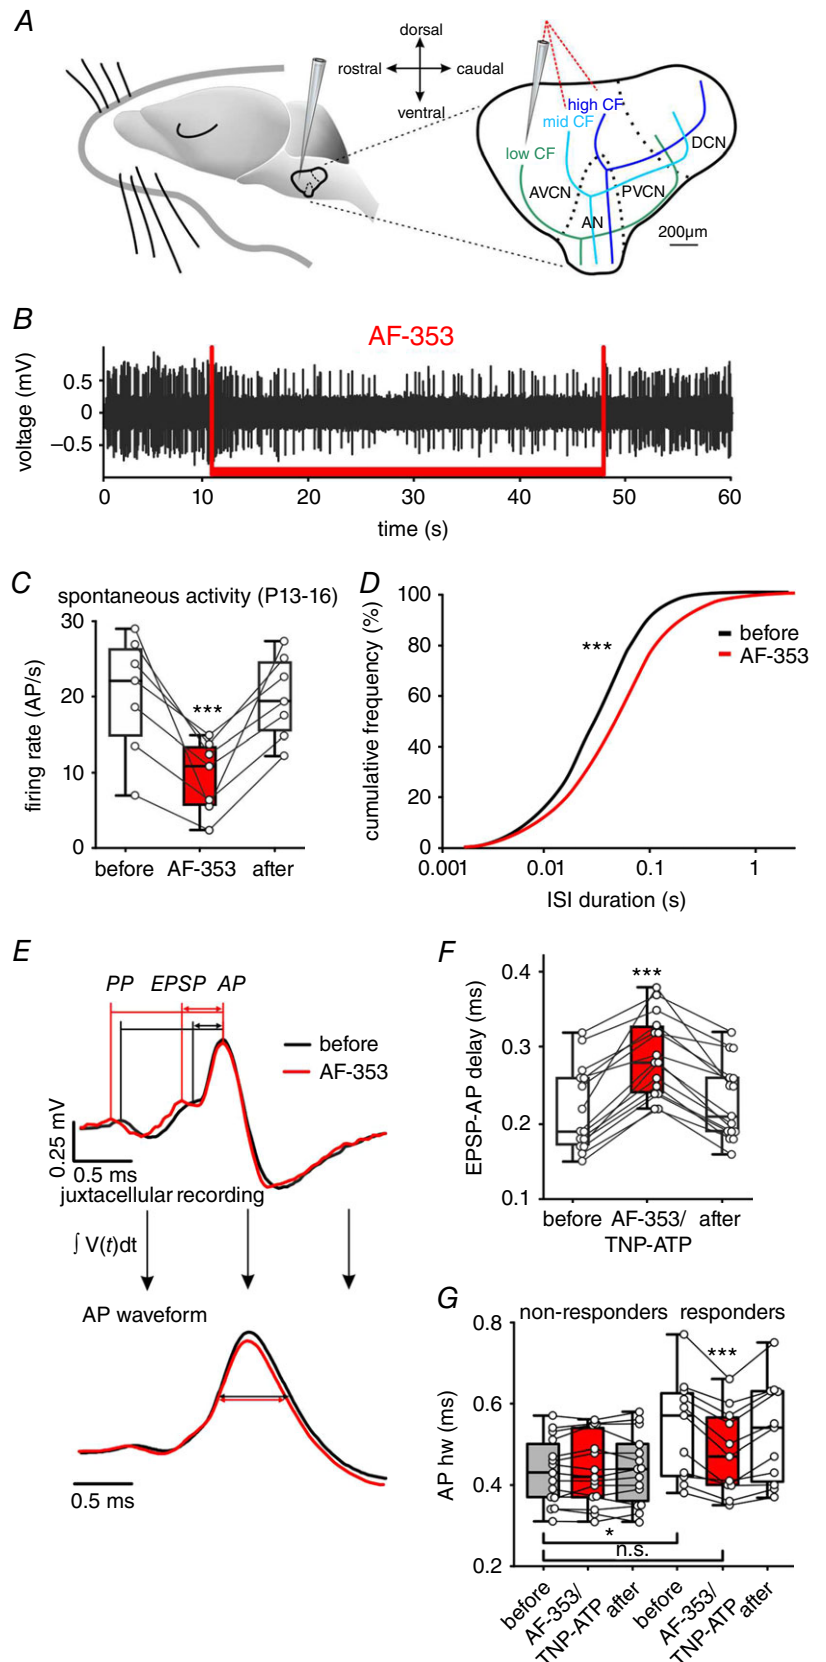 A
dorsal
rostral
caudal
ventral
high CF
mid CF
low CF
DCN
AVCN
PVCN
AN
200µm
B
AF-353
voltage (mV)
0.5
0
–0.5
0 10 20 30 40 50 60
time (s)
C
spontaneous activity (P13-16)
firing rate (AP/s)
30
20
10
0
***
before AF-353 after
D
cumulative frequency (%)
100
80
60
40
20
0
***
before
AF-353
0.001 0.01 0.1 1
ISI duration (s)
E
PP EPSP AP
before
AF-353
0.25 mV
0.5 ms
juxtacellular recording
∫ V(t)dt
AP waveform
0.5 ms
F
EPSP-AP delay (ms)
0.4
0.3
0.2
0.1
***
before AF-353/ after
TNP-ATP
G
non-responders responders
AP hw (ms)
0.8
0.6
0.4
0.2
***
*
n.s.
before
AF-353/
TNP-ATP
after
before
AF-353/
TNP-ATP
after